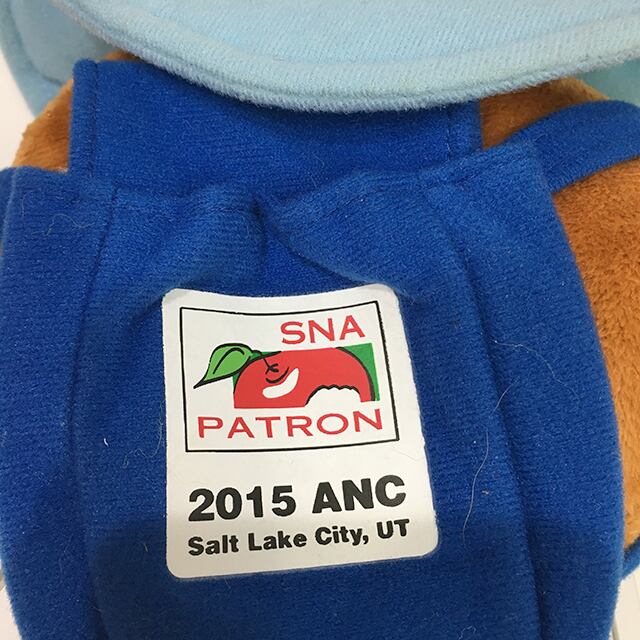 SNA
PATRON
2015 ANC
Salt Lake City, UT